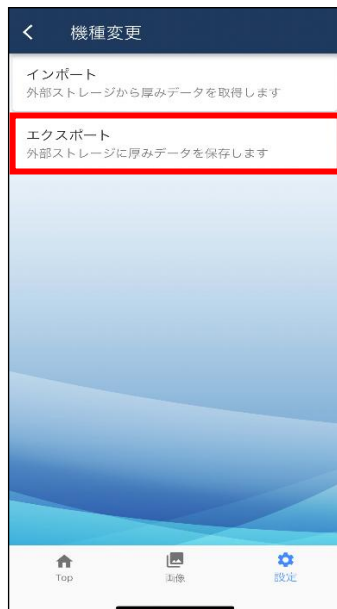 機種変更
インポート
外部ストレージから厚みデータを取得します
エクスポート
外部ストレージに厚みデータを保存します
Top
画像
設定